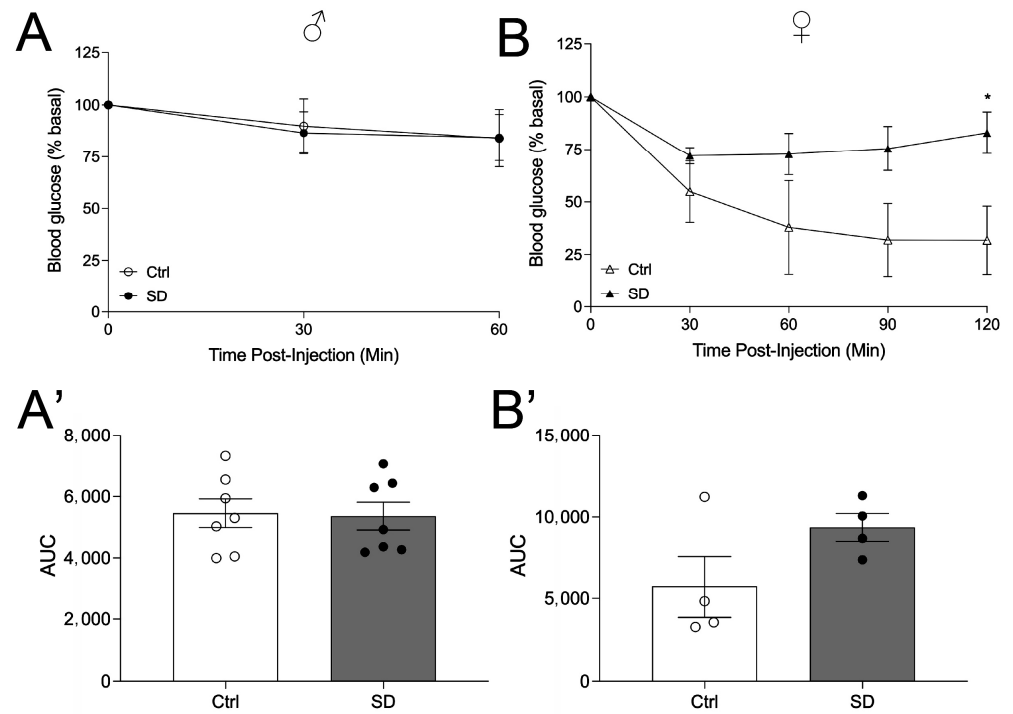 A
♂
125
100
75
50
25
0
Blood glucose (% basal)
Ctrl
SD
0 30 60
Time Post-Injection (Min)
B
♀
125
100
75
50
25
0
Blood glucose (% basal)
*
Ctrl
SD
0 30 60 90 120
Time Post-Injection (Min)
A'
8,000
6,000
4,000
2,000
0
AUC
Ctrl SD
B'
15,000
10,000
5,000
0
AUC
Ctrl SD